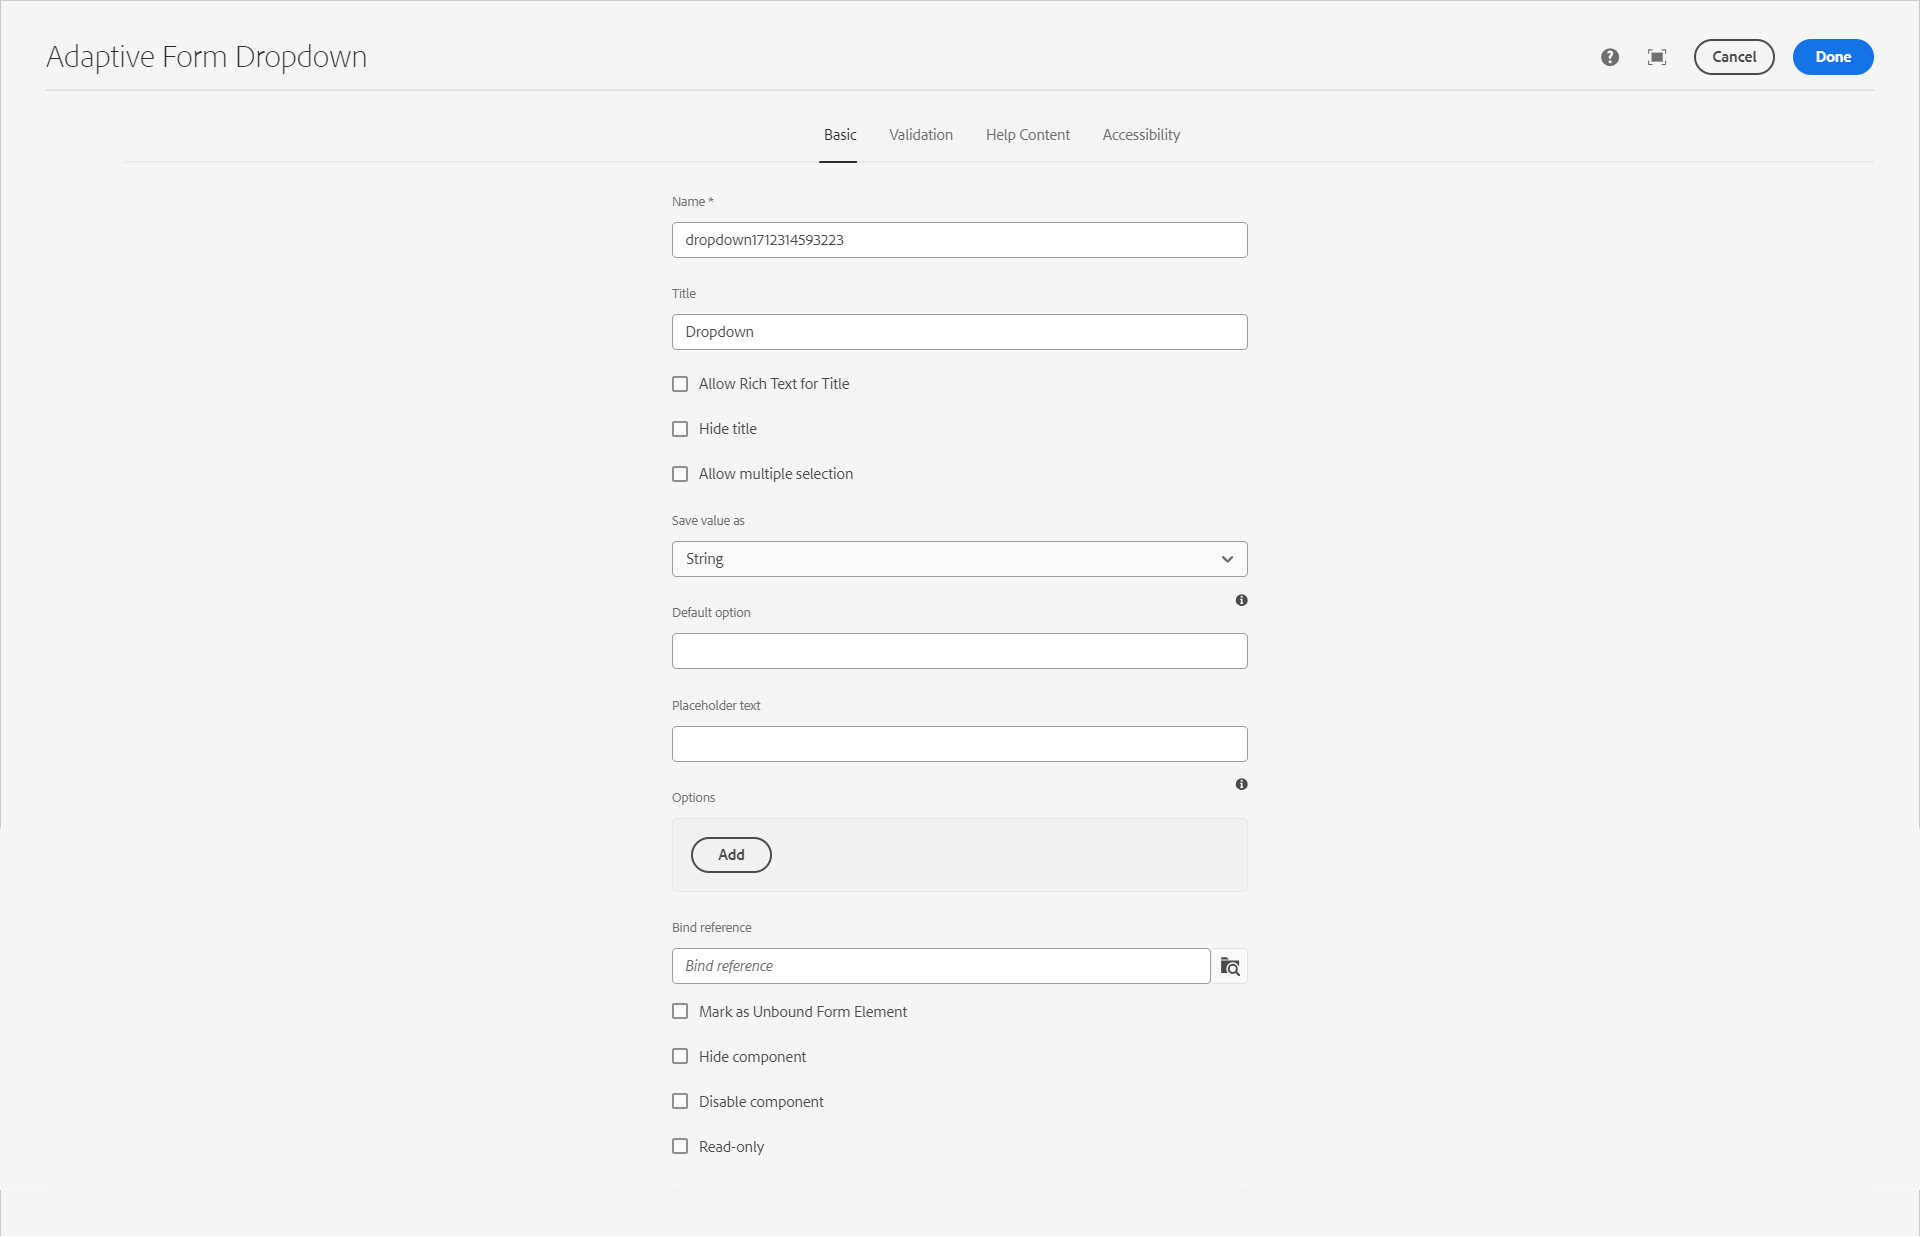 Adaptive Form Dropdown
Cancel
Done
Basic
Validation
Help Content
Accessibility
Name *
dropdown1712314593223
Title
Dropdown
Allow Rich Text for Title
Hide title
Allow multiple selection
Save value as
String
Default option
Placeholder text
Options
Add
Bind reference
Bind reference
Mark as Unbound Form Element
Hide component
Disable component
Read-only